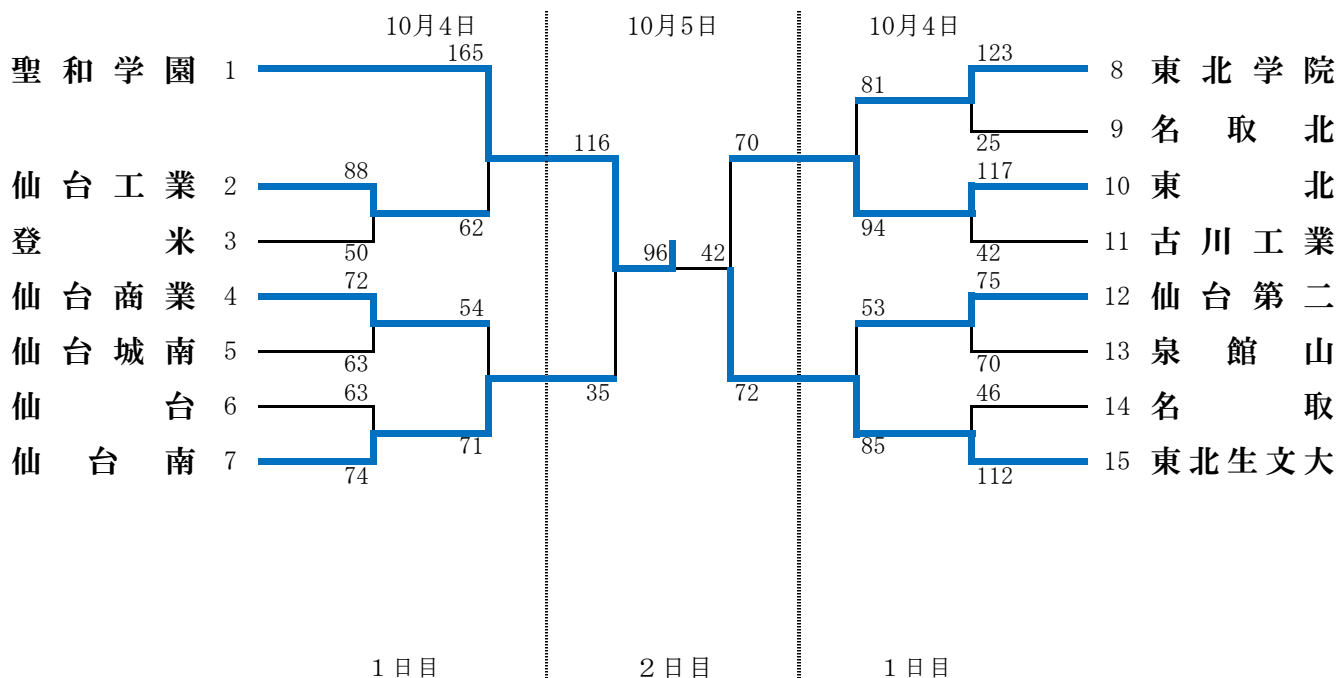 10月4日 10月5日 10月4日
165 123
聖和学園 1 8 東北学院
81
9 名取北
25
116 70
88 117
仙台工業 2 10 東北
62 94
登米 3 11 古川工業
50 96 42 42
72 75
仙台商業 4 12 仙台第二
54 53
仙台城南 5 13 泉館山
63 70
63 35 72 46
仙台 6 14 名取
71 85
仙台南 7 15 東北生文大
74 112
1日目 2日目 1日目